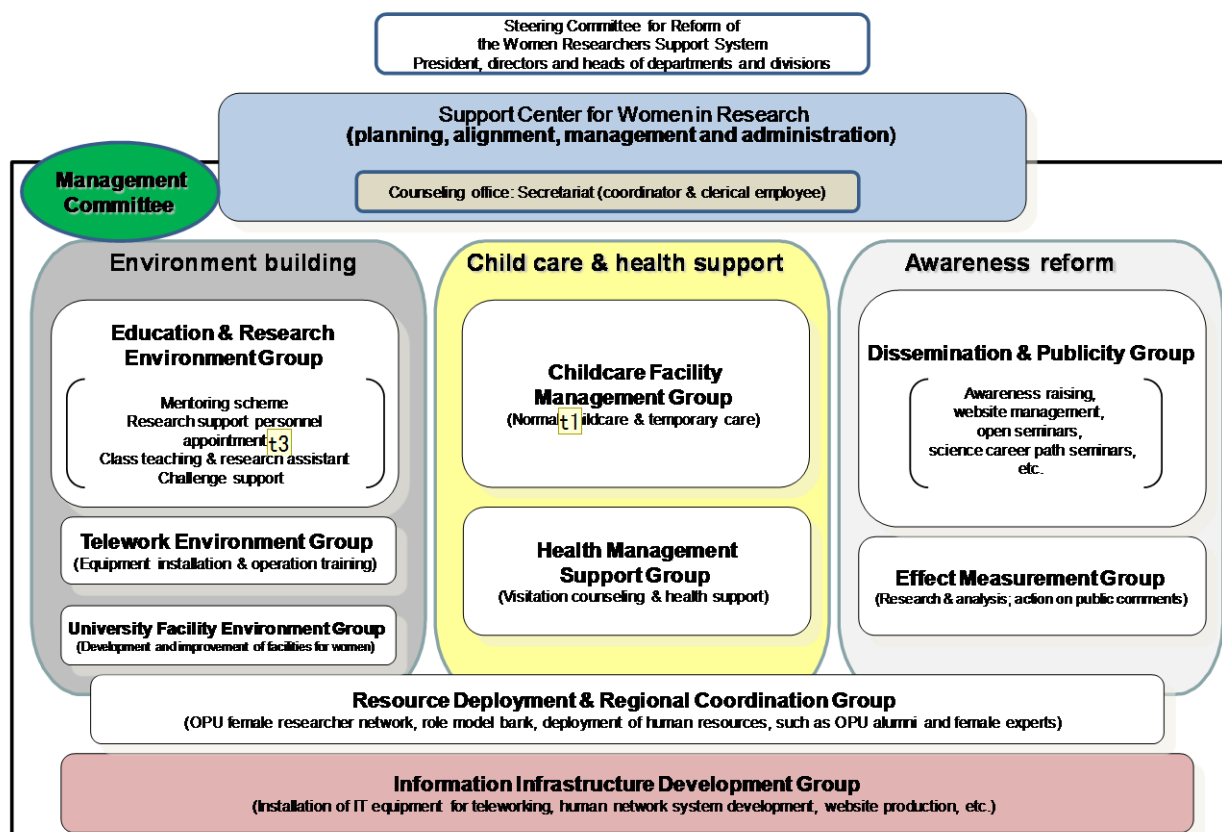 Steering Committee for Reform of
the Women Researchers Support System
President, directors and heads of departments and divisions
Support Center for Women in Research
(planning, alignment, management and administration)
Management
Committee
Counseling office: Secretariat (coordinator & clerical employee)
Environment building
Education & Research
Environment Group
Mentoring scheme
Research support personnel
appointment
t3
Class teaching & research assistant
Challenge support
Telework Environment Group
(Equipment installation & operation training)
University Facility Environment Group
(Development and improvement of facilities for women)
Child care & health support
Childcare Facility
Management Group
(Normal t1 ildcare & temporary care)
Health Management
Support Group
(Visitation counseling & health support)
Awareness reform
Dissemination & Publicity Group
Awareness raising,
website management,
open seminars,
science career path seminars,
etc.
Effect Measurement Group
(Research & analysis; action on public comments)
Resource Deployment & Regional Coordination Group
(OPU female researcher network, role model bank, deployment of human resources, such as OPU alumni and female experts)
Information Infrastructure Development Group
(Installation of IT equipment for teleworking, human network system development, website production, etc.)